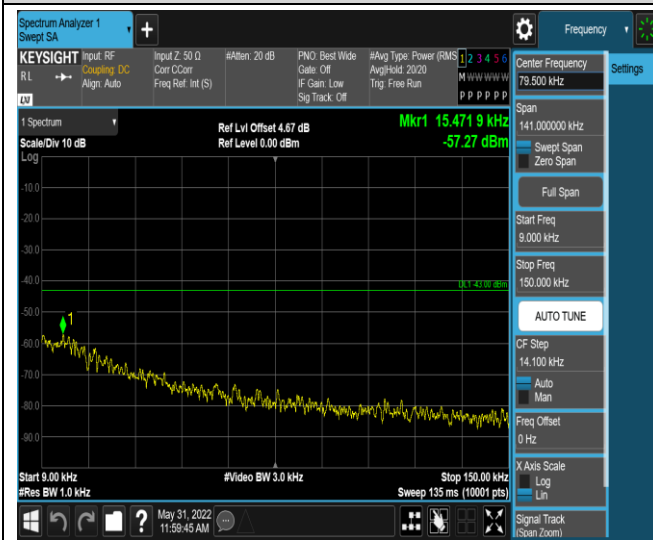 Spectrum Analyzer 1
Swept SA
+
Frequency
KEYSIGHT
RL
LXI
Input: RF
Coupling: DC
Align: Auto
Input Z: 50 Ω
Corr CCorr
Freq Ref: Int (S)
#Atten: 20 dB
PNO: Best Wide
Gate: Off
IF Gain: Low
Sig Track: Off
#Avg Type: Power (RMS
Avg|Hold: 20/20
Trig: Free Run
1 2 3 4 5 6
M W W W W W
P P P P P P
Center Frequency
79.500 kHz
Settings
Span
141.000000 kHz
Swept Span
Zero Span
Full Span
Start Freq
9.000 kHz
Stop Freq
150.000 kHz
AUTO TUNE
CF Step
14.100 kHz
Auto
Man
Freq Offset
0 Hz
X Axis Scale
Log
Lin
Signal Track
(Span Zoom)
1 Spectrum
Scale/Div 10 dB
Log
Ref Lvl Offset 4.67 dB
Ref Level 0.00 dBm
Mkr1 15.471 9 kHz
-57.27 dBm
-10.0
-20.0
-30.0
-40.0
DL1 -43.00 dBm
-50.0
1
-60.0
-70.0
-80.0
-90.0
Start 9.00 kHz
#Res BW 1.0 kHz
#Video BW 3.0 kHz
Stop 150.00 kHz
Sweep 135 ms (10001 pts)
?
May 31, 2022
11:59:45 AM